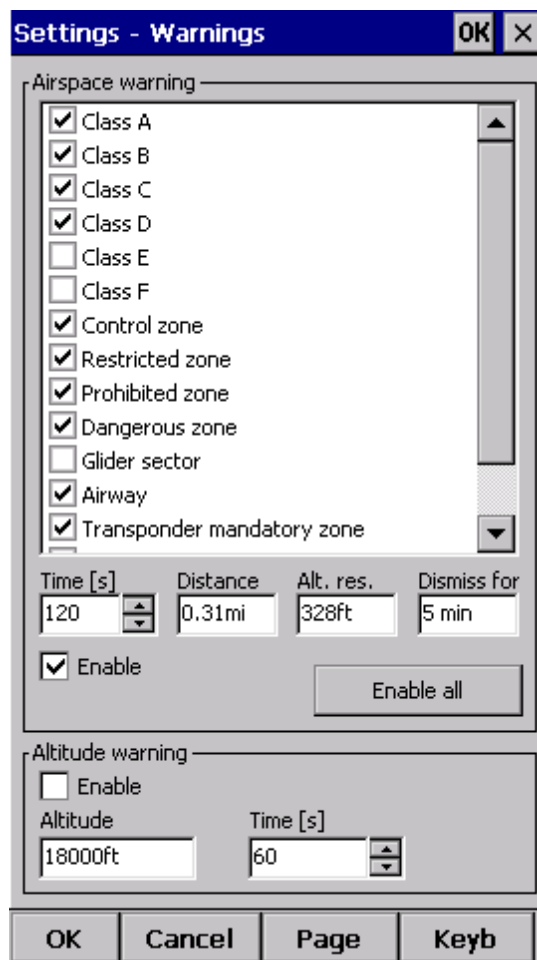 Settings - Warnings OK ×
Airspace warning
Class A
Class B
Class C
Class D
Class E
Class F
Control zone
Restricted zone
Prohibited zone
Dangerous zone
Glider sector
Airway
Transponder mandatory zone
Time [s] Distance Alt. res. Dismiss for
120 0.31mi 328ft 5 min
Enable
Enable all
Altitude warning
Enable
Altitude Time [s]
18000ft 60
OK Cancel Page Keyb